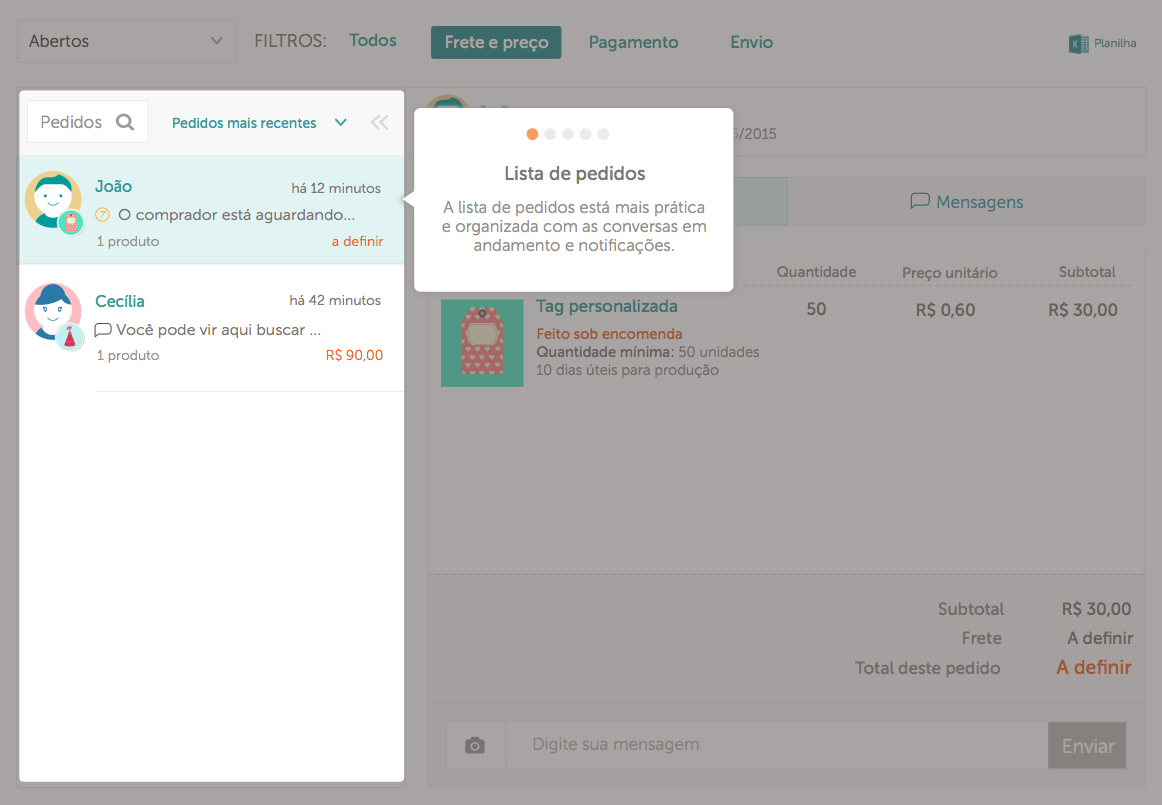 Abertos
FILTROS: Todos Frete e preço Pagamento Envio
Planilha
Pedidos
Pedidos mais recentes
João
há 12 minutos
? O comprador está aguardando...
1 produto
a definir
Cecília
há 42 minutos
Você pode vir aqui buscar ...
1 produto
R$ 90,00
Lista de pedidos
A lista de pedidos está mais prática
e organizada com as conversas em
andamento e notificações.
/2015
Mensagens
Quantidade Preço unitário Subtotal
Tag personalizada
50 R$ 0,60 R$ 30,00
Feito sob encomenda
Quantidade mínima: 50 unidades
10 dias úteis para produção
Subtotal R$ 30,00
Frete A definir
Total deste pedido A definir
Digite sua mensagem
Enviar